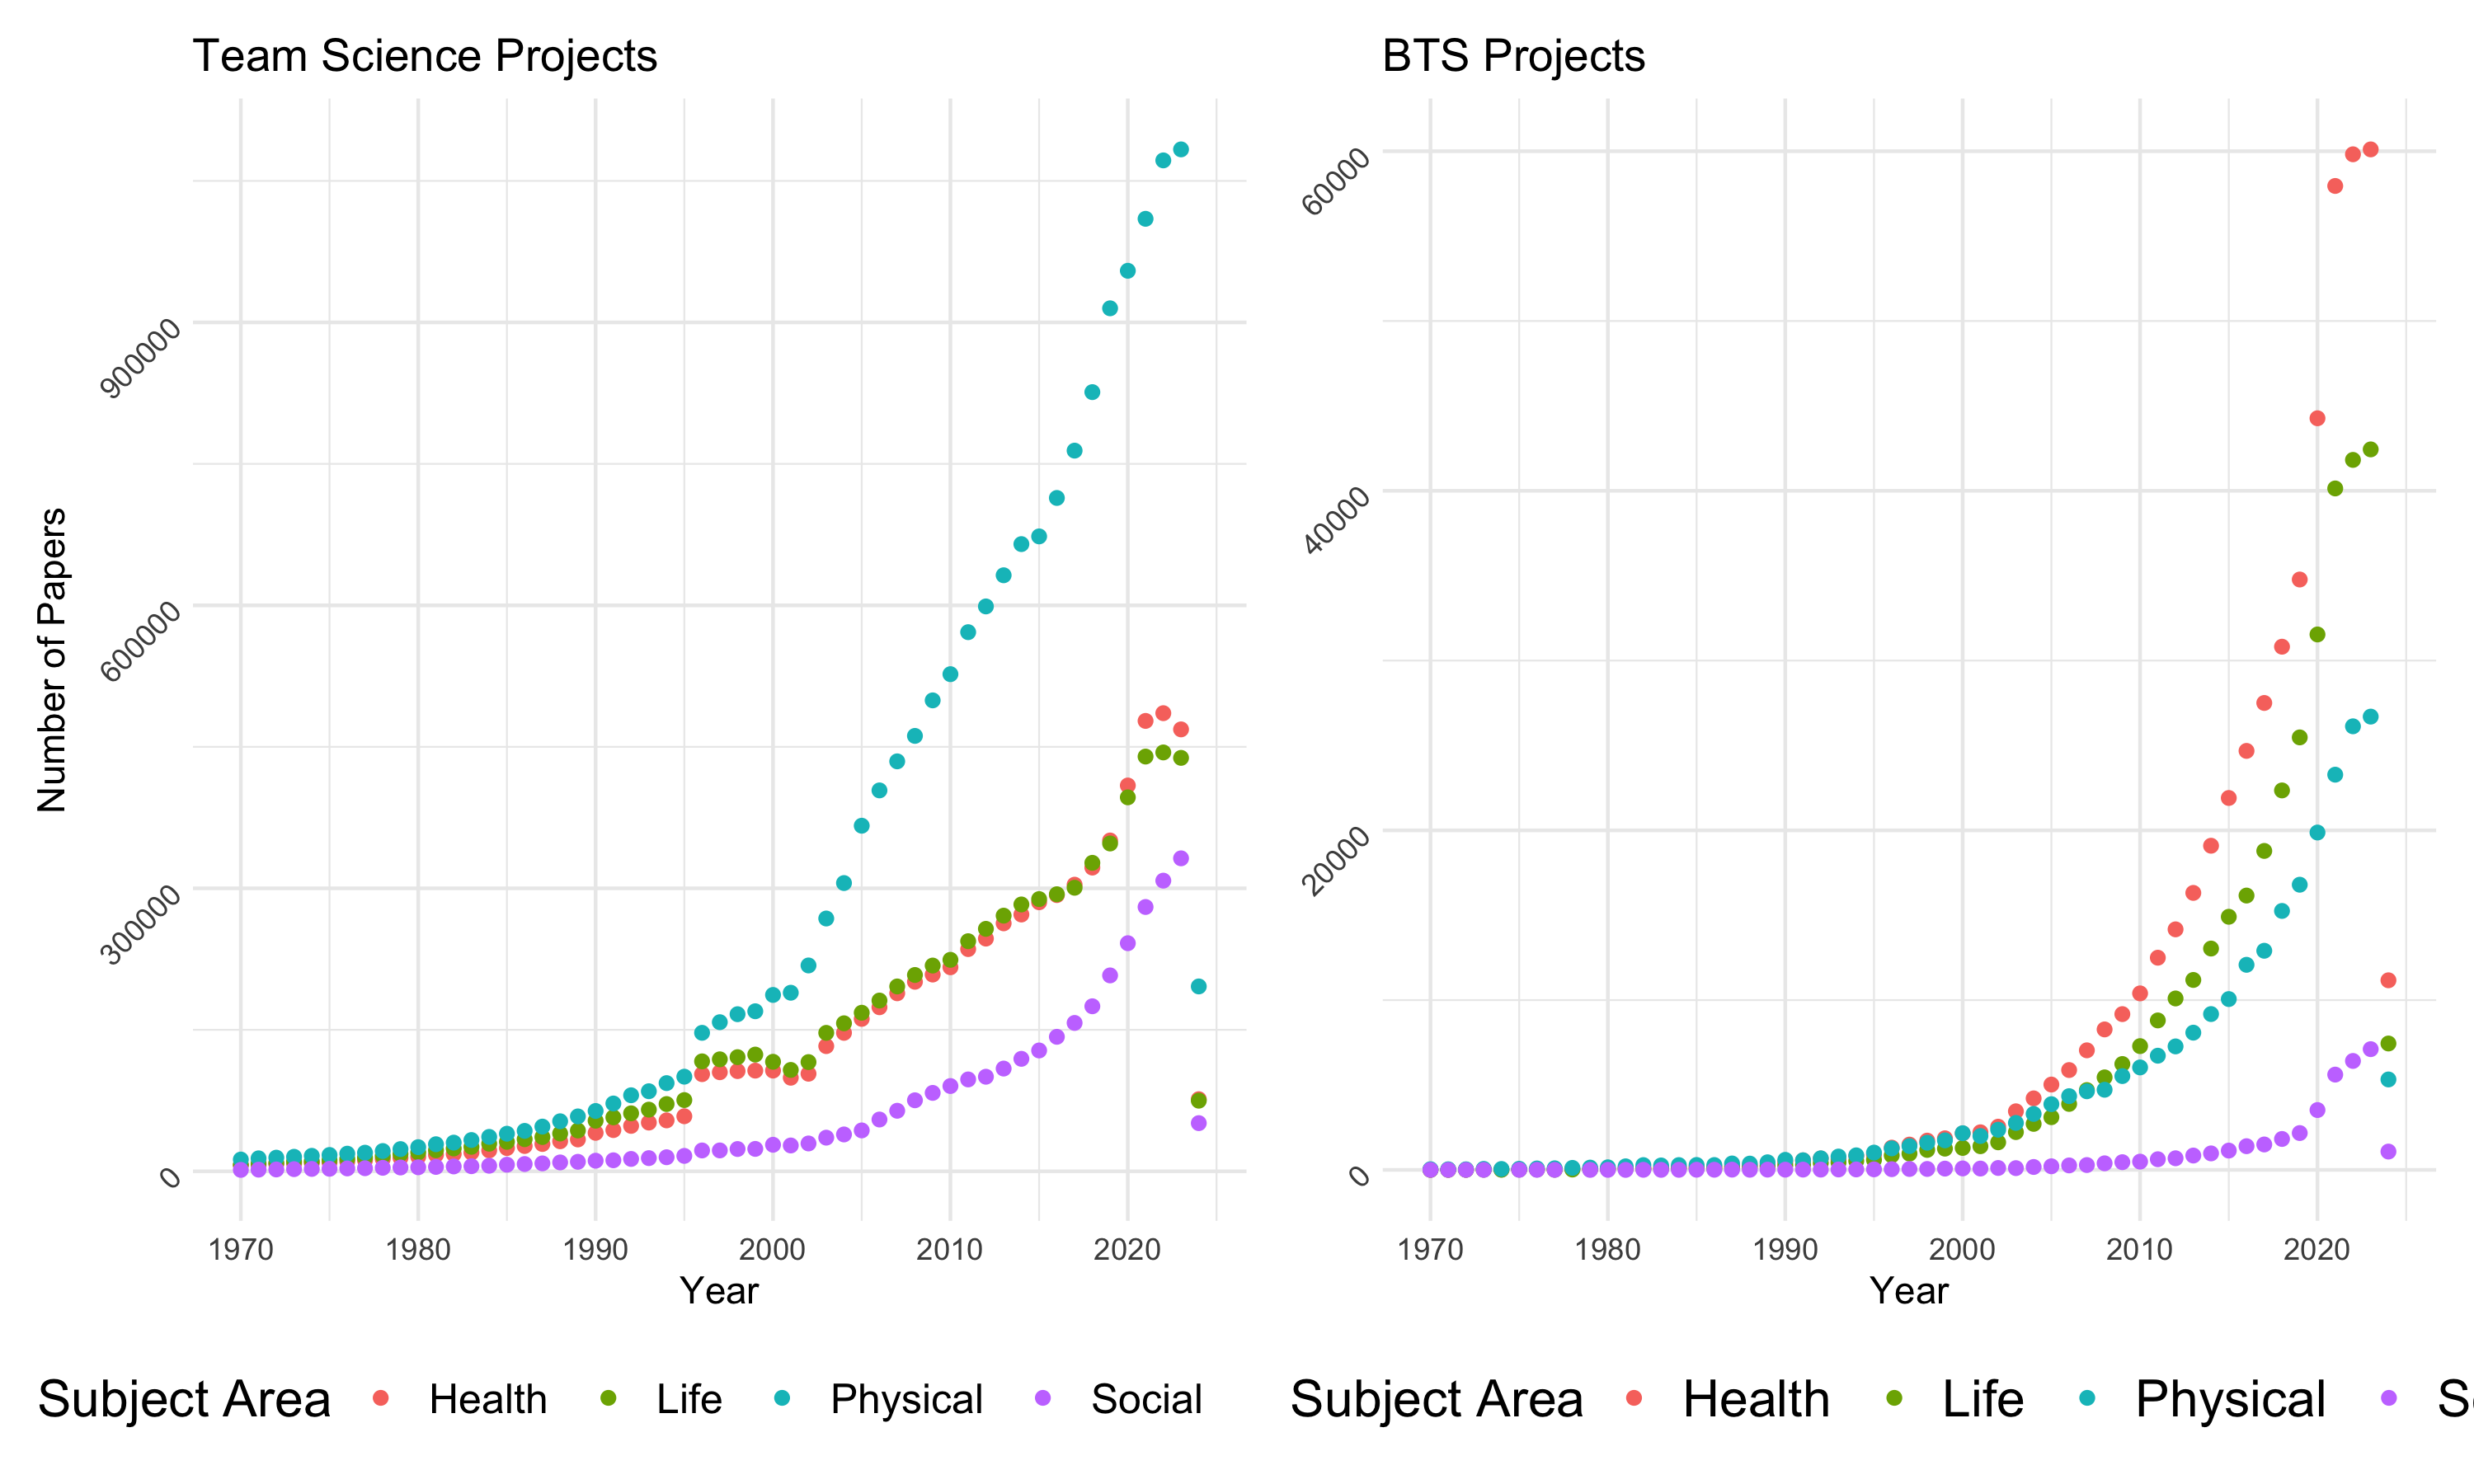 Team Science Projects
BTS Projects
Number of Papers
900000
600000
300000
0
1970 1980 1990 2000 2010 2020
Year
60000
40000
20000
0
1970 1980 1990 2000 2010 2020
Year
Subject Area Health Life Physical Social
Subject Area Health Life Physical